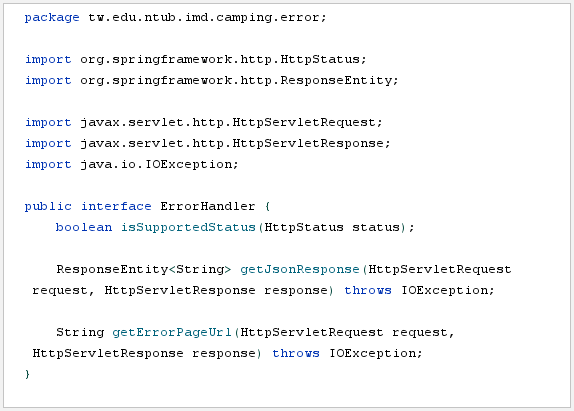 package tw.edu.ntub.imd.camping.error;
import org.springframework.http.HttpStatus;
import org.springframework.http.ResponseEntity;
import javax.servlet.http.HttpServletRequest;
import javax.servlet.http.HttpServletResponse;
import java.io.IOException;
public interface ErrorHandler {
boolean isSupportedStatus(HttpStatus status);
ResponseEntity<String> getJsonResponse(HttpServletRequest
request, HttpServletResponse response) throws IOException;
String getErrorPageUrl(HttpServletRequest request,
HttpServletResponse response) throws IOException;
}